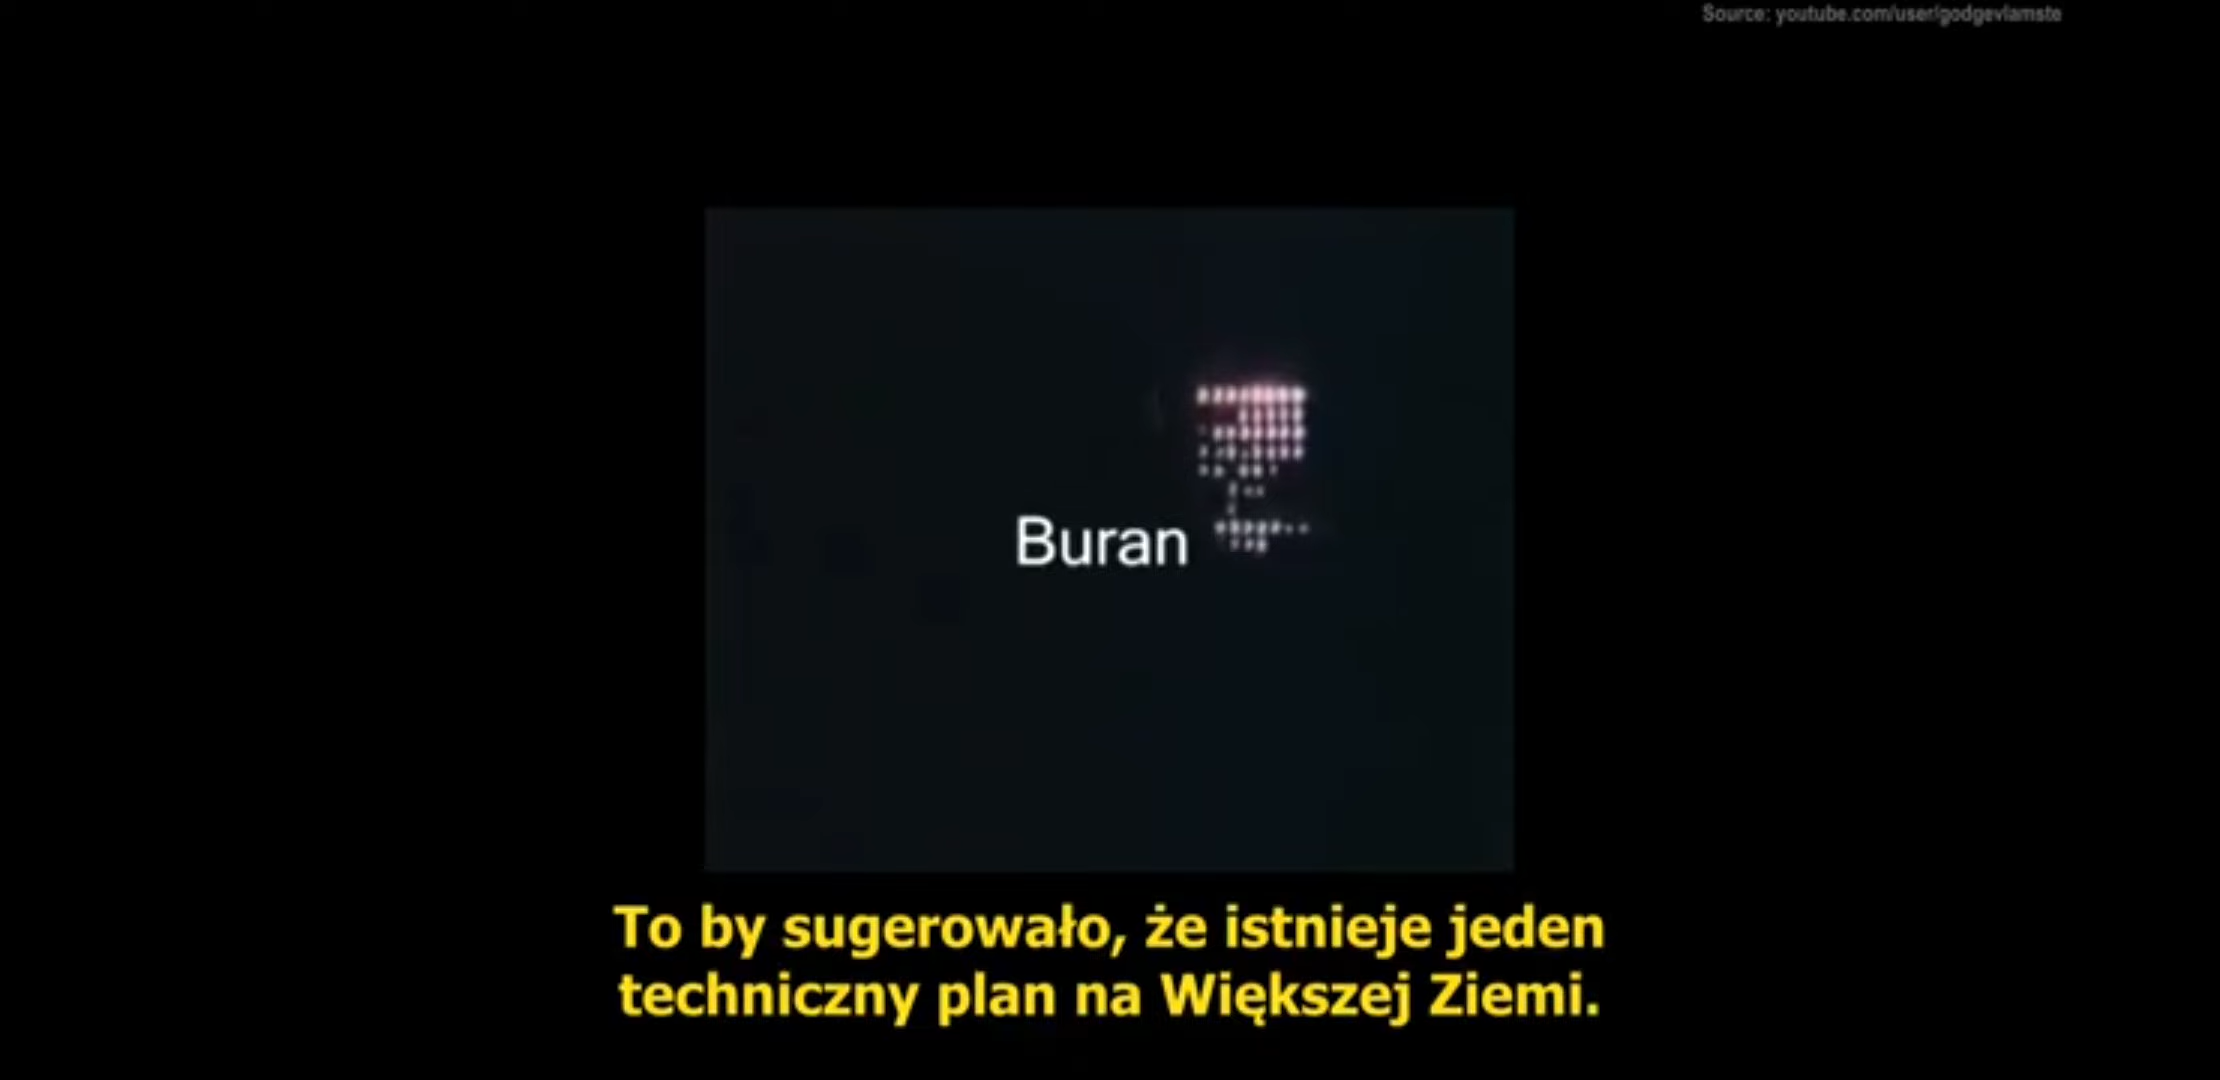 Source: youtube.com/user/godgevlamste
Buran
To by sugerowało, że istnieje jeden
techniczny plan na Większej Ziemi.